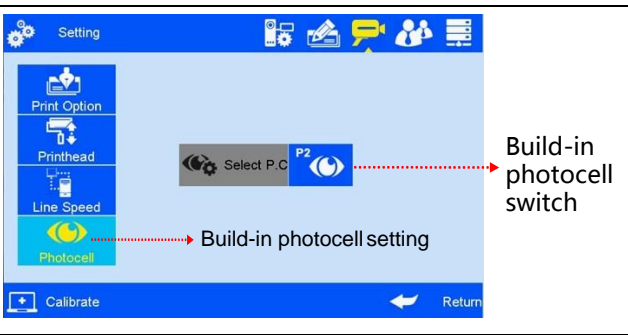 Setting
Print Option
Printhead
Line Speed
Photocell
Select P.C
P2
Build-in photocell setting
Build-in
photocell
switch
Calibrate
Return